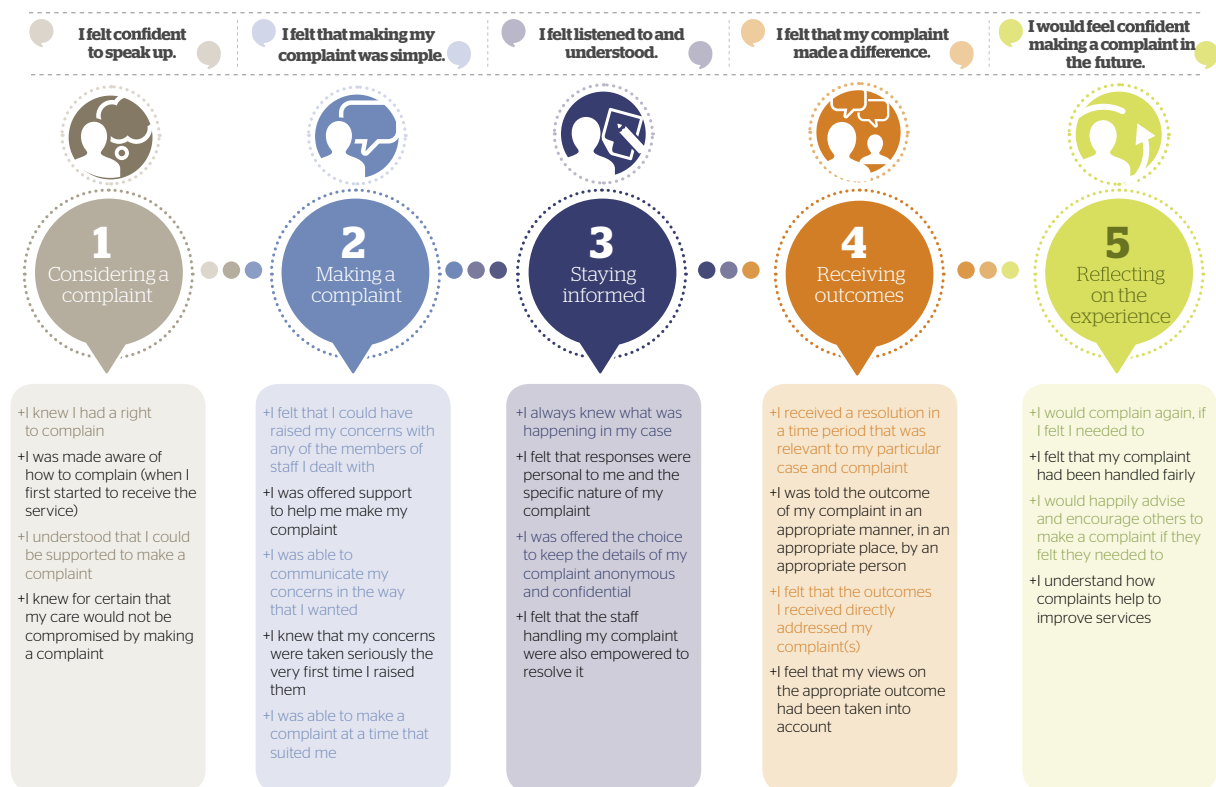 I felt confident
to speak up.
I felt that making my
complaint was simple.
I felt listened to and
understood.
I felt that my complaint
made a difference.
I would feel confident
making a complaint in
the future.
1
Considering a
complaint
2
Making a
complaint
3
Staying
informed
4
Receiving
outcomes
5
Reflecting
on the
experience
+I knew I had a right
to complain
+I was made aware of
how to complain (when I
first started to receive the
service)
+I understood that I could
be supported to make a
complaint
+I knew for certain that
my care would not be
compromised by making
a complaint
+I felt that I could have
raised my concerns with
any of the members of
staff I dealt with
+I was offered support
to help me make my
complaint
+I was able to
communicate my
concerns in the way
that I wanted
+I knew that my concerns
were taken seriously the
very first time I raised
them
+I was able to make a
complaint at a time that
suited me
+I always knew what was
happening in my case
+I felt that responses were
personal to me and the
specific nature of my
complaint
+I was offered the choice
to keep the details of my
complaint anonymous
and confidential
+I felt that the staff
handling my complaint
were also empowered to
resolve it
+I received a resolution in
a time period that was
relevant to my particular
case and complaint
+I was told the outcome
of my complaint in an
appropriate manner, in an
appropriate place, by an
appropriate person
+I felt that the outcomes
I received directly
addressed my
complaint(s)
+I feel that my views on
the appropriate outcome
had been taken into
account
+I would complain again, if
I felt I needed to
+I felt that my complaint
had been handled fairly
+I would happily advise
and encourage others to
make a complaint if they
felt they needed to
+I understand how
complaints help to
improve services